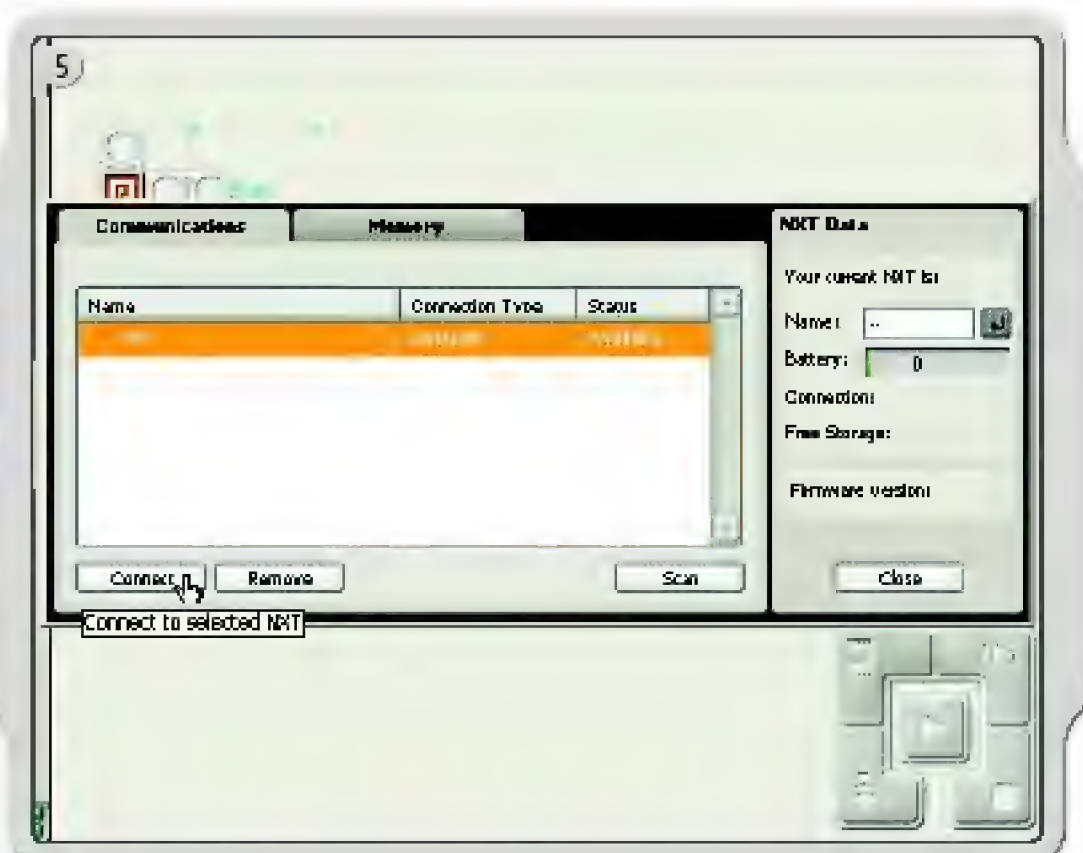 5
Communications Memory
NXT Data
Your current NXT is:
Name Connection Type Status
Name: --
Battery: 0
Connection:
Free Storage:
Firmware version:
Connect Remove Scan Close
Connect to selected NXT